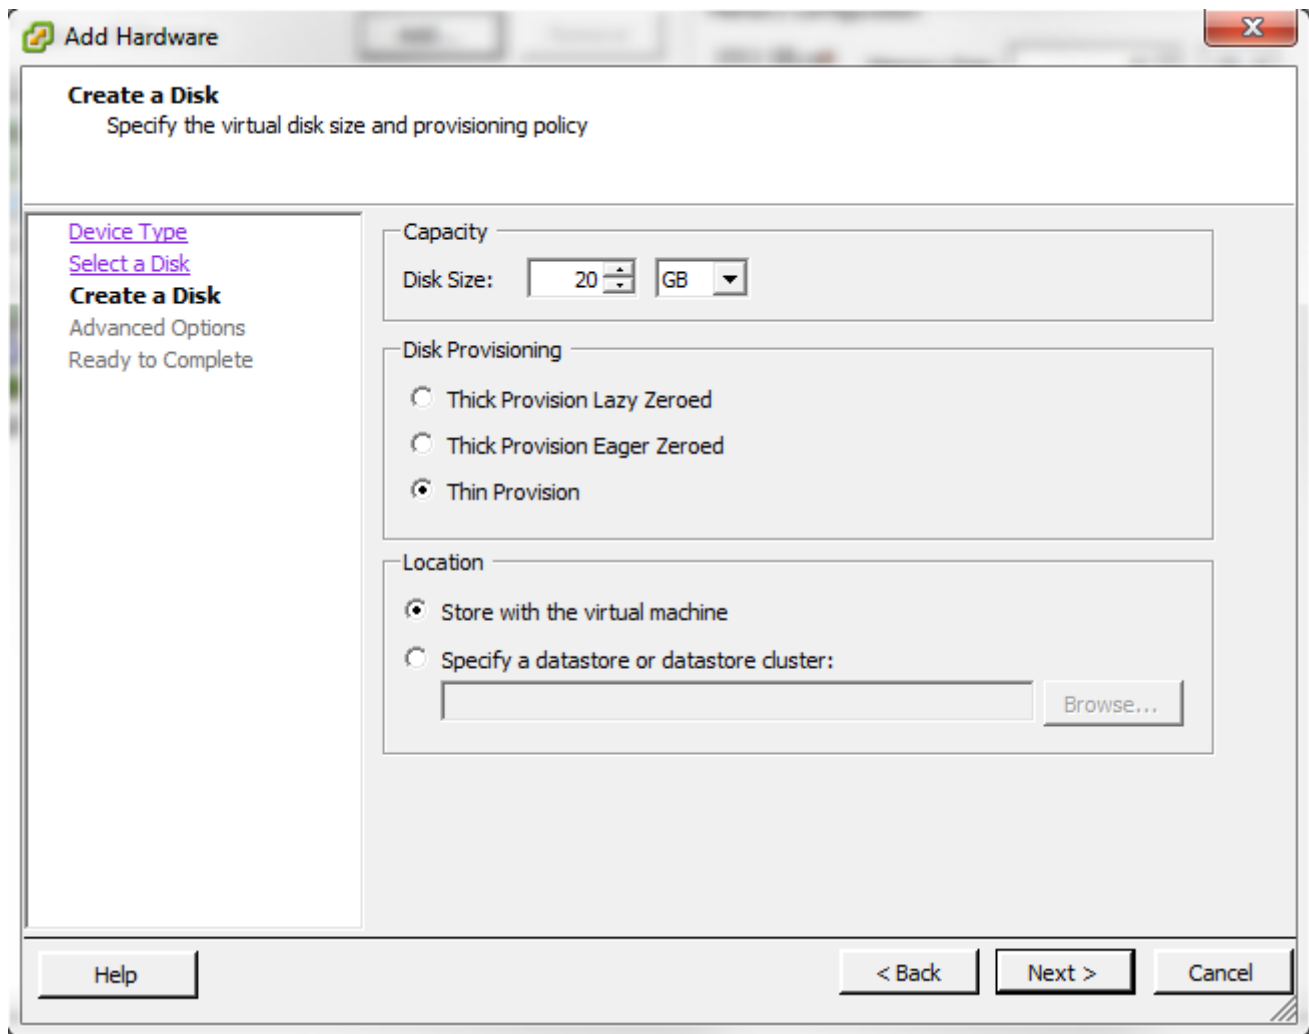 Add Hardware
Create a Disk
Specify the virtual disk size and provisioning policy
Device Type
Select a Disk
Create a Disk
Advanced Options
Ready to Complete
Capacity
Disk Size: 20 GB
Disk Provisioning
Thick Provision Lazy Zeroed
Thick Provision Eager Zeroed
Thin Provision
Location
Store with the virtual machine
Specify a datastore or datastore cluster:
Browse...
Help
< Back
Next >
Cancel